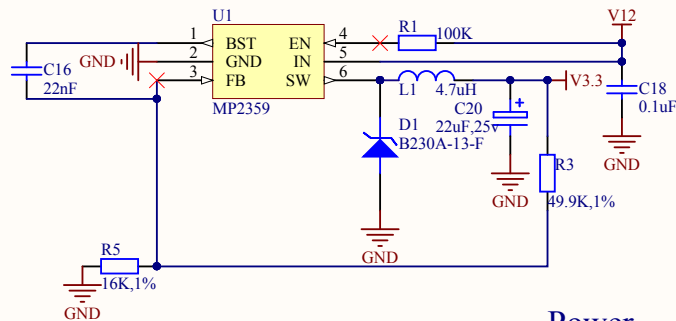 U1
V12
1 BST EN 4
R1 100K
GND 2 GND IN 5
3 FB SW 6
C16
22nF
V3.3
L1 4.7uH
C18
0.1uF
MP2359
C20
22uF,25v
D1
B230A-13-F
GND
R3
GND
49.9K,1%
GND
R5
16K,1%
GND
Power